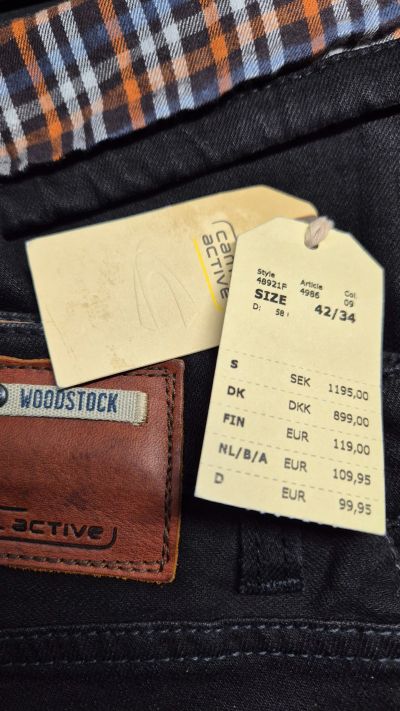 cam
active
Style
48921F
Article
4986
Col.
09
SIZE
42/34
D: 58
S SEK 1195,00
DK DKK 899,00
FIN EUR 119,00
NL/B/A EUR 109,95
D EUR 99,95
WOODSTOCK
active